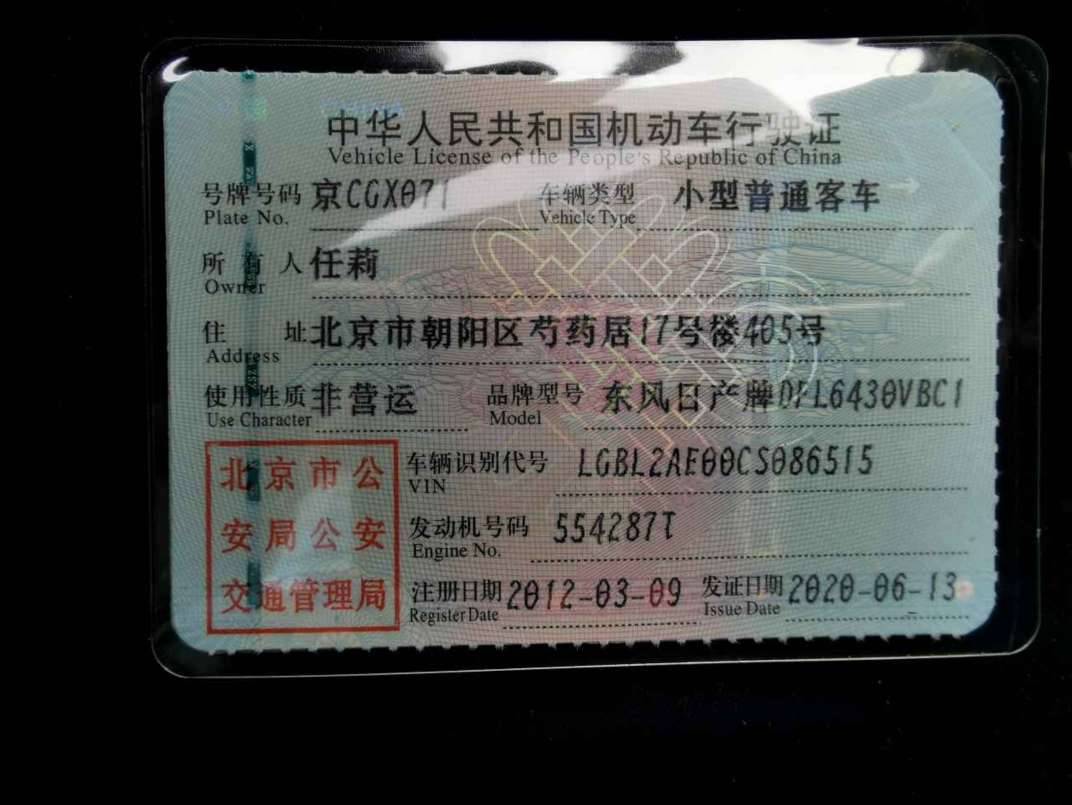 中华人民共和国机动车行驶证
Vehicle License of the People's Republic of China
号牌号码 京CGX071 车辆类型 小型普通客车
Plate No. Vehicle Type
所有人 任莉
Owner
住址 北京市朝阳区芍药居17号楼405号
Address
使用性质 非营运 品牌型号 东风日产牌DFL6430VBC1
Use Character Model
北京市公 车辆识别代号 LGBL2AE00CS086515
VIN
安局公安 发动机号码 554287T
Engine No.
交通管理局 注册日期 2012-03-09 发证日期 2020-06-13
Register Date Issue Date